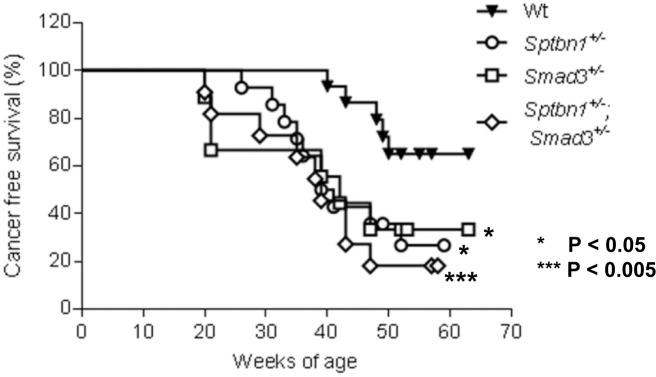 120
100
80
60
40
20
0
Cancer free survival (%)
0 10 20 30 40 50 60 70
Weeks of age
Wt
Sptbn1+/-
Smad3+/-
Sptbn1+/-;
Smad3+/-
*
*
***
* P < 0.05
*** P < 0.005